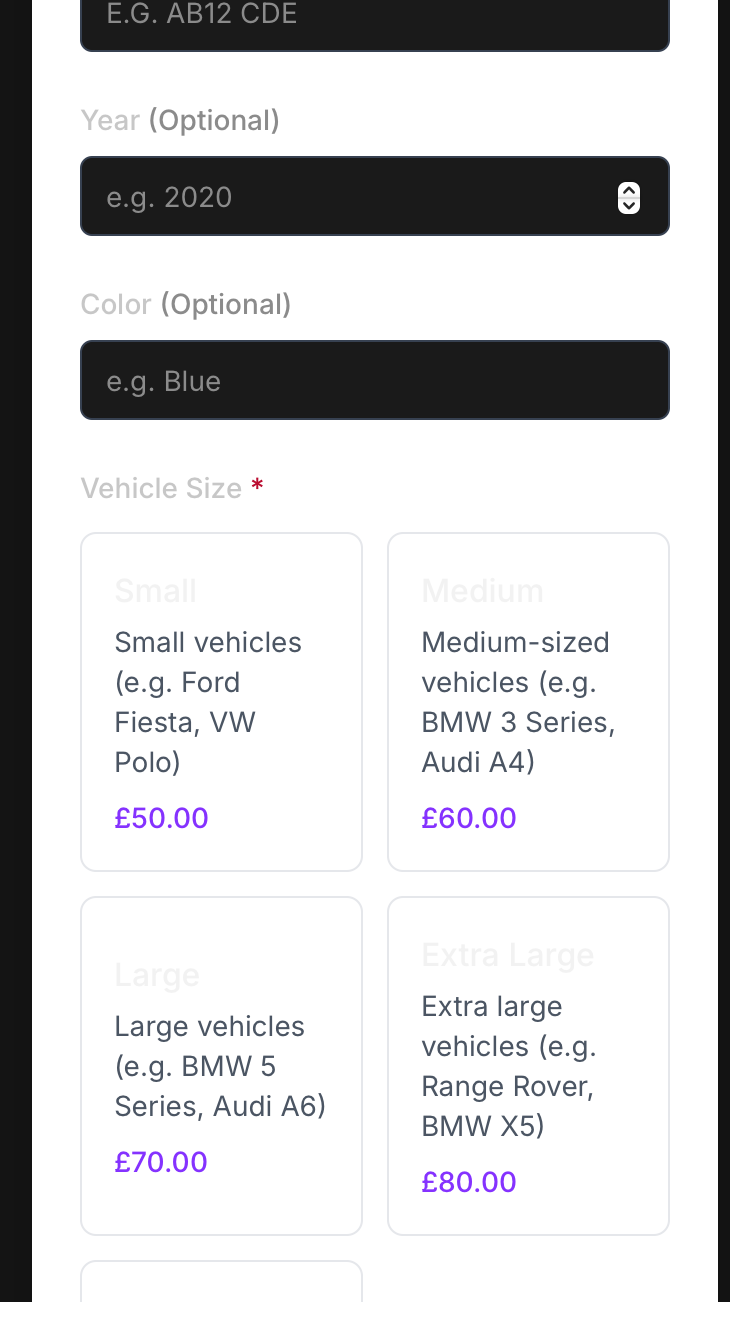 E.G. AB12 CDE
Year (Optional)
e.g. 2020
Color (Optional)
e.g. Blue
Vehicle Size *
Small
Small vehicles
(e.g. Ford
Fiesta, VW
Polo)
£50.00
Medium
Medium-sized
vehicles (e.g.
BMW 3 Series,
Audi A4)
£60.00
Large
Large vehicles
(e.g. BMW 5
Series, Audi A6)
£70.00
Extra Large
Extra large
vehicles (e.g.
Range Rover,
BMW X5)
£80.00